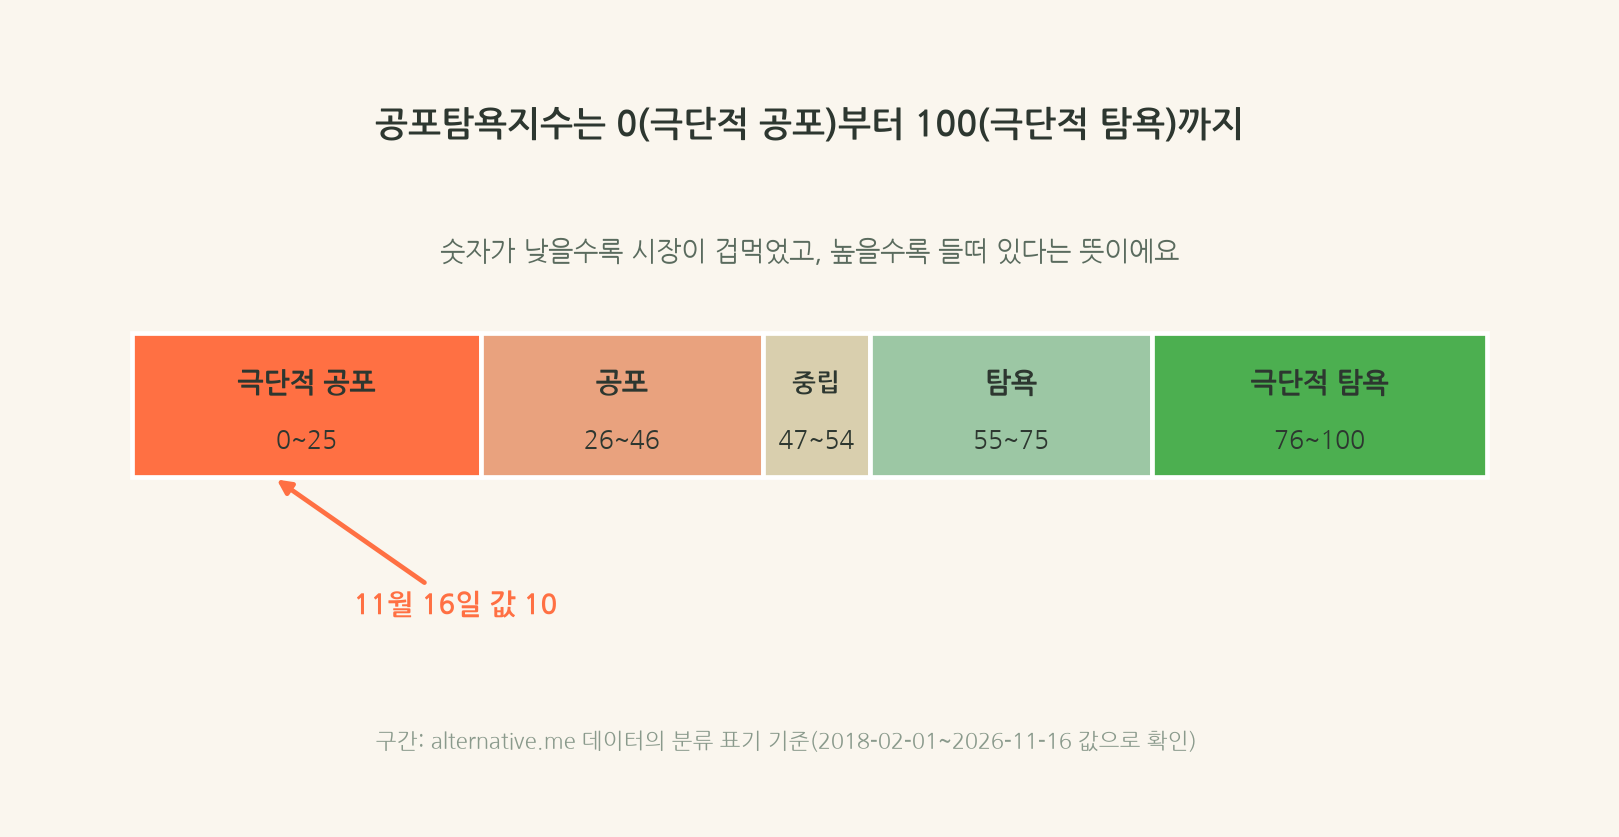 공포탐욕지수는 0(극단적 공포)부터 100(극단적 탐욕)까지
숫자가 낮을수록 시장이 겁먹었고, 높을수록 들떠 있다는 뜻이에요
극단적 공포
0~25
공포
26~46
중립
47~54
탐욕
55~75
극단적 탐욕
76~100
11월 16일 값 10
구간: alternative.me 데이터의 분류 표기 기준(2018-02-01~2026-11-16 값으로 확인)